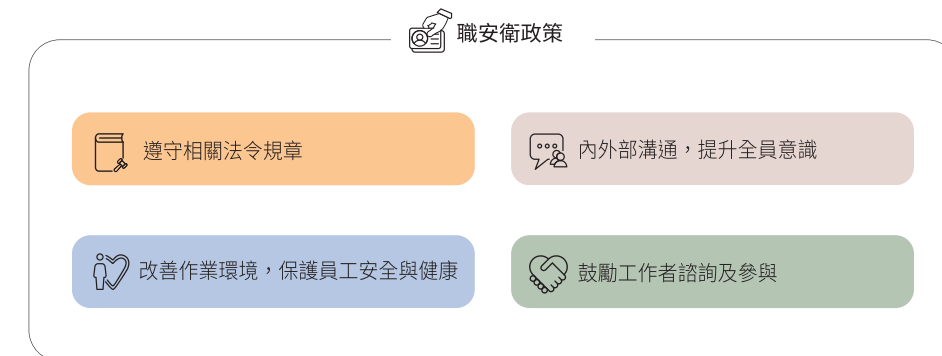 職安衛政策
遵守相關法令規章
內外部溝通，提升全員意識
改善作業環境，保護員工安全與健康
鼓勵工作者諮詢及參與